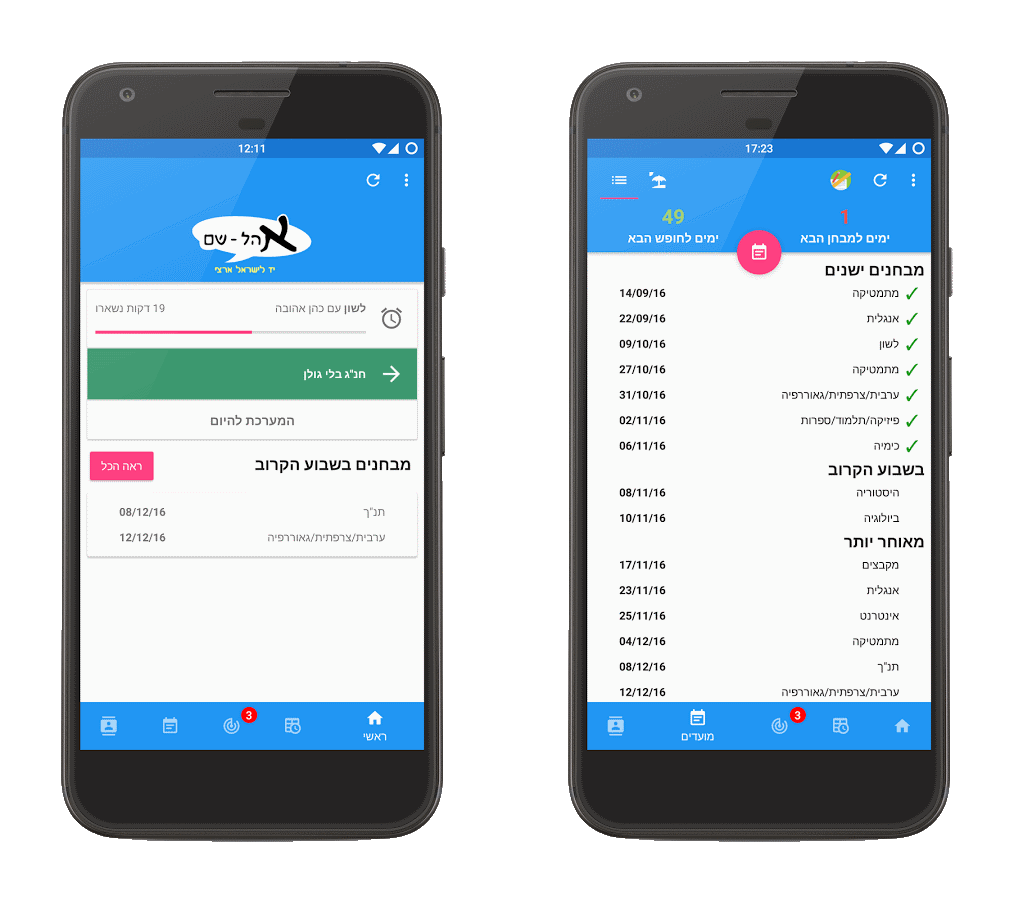 12:11
אהל - שם
יד לישראל ארצי
לשון עם כהן אהובה
19 דקות נשארו
חנ"ג בלי גולן
המערכת להיום
מבחנים בשבוע הקרוב
ראה הכל
תנ"ך 08/12/16
ערבית/צרפתית/גאוררפיה 12/12/16
3
ראשי
17:23
1
ימים למבחן הבא
49
ימים לחופש הבא
מבחנים ישנים
מתמטיקה 14/09/16
אנגלית 22/09/16
לשון 09/10/16
מתמטיקה 27/10/16
ערבית/צרפתית/גאוררפיה 31/10/16
פיזיקה/תלמוד/ספרות 02/11/16
כימיה 06/11/16
בשבוע הקרוב
היסטוריה 08/11/16
ביולוגיה 10/11/16
מאוחר יותר
מקבצים 17/11/16
אנגלית 23/11/16
אינטרנט 25/11/16
מתמטיקה 04/12/16
תנ"ך 08/12/16
ערבית/צרפתית/גאוררפיה 12/12/16
3
מועדים